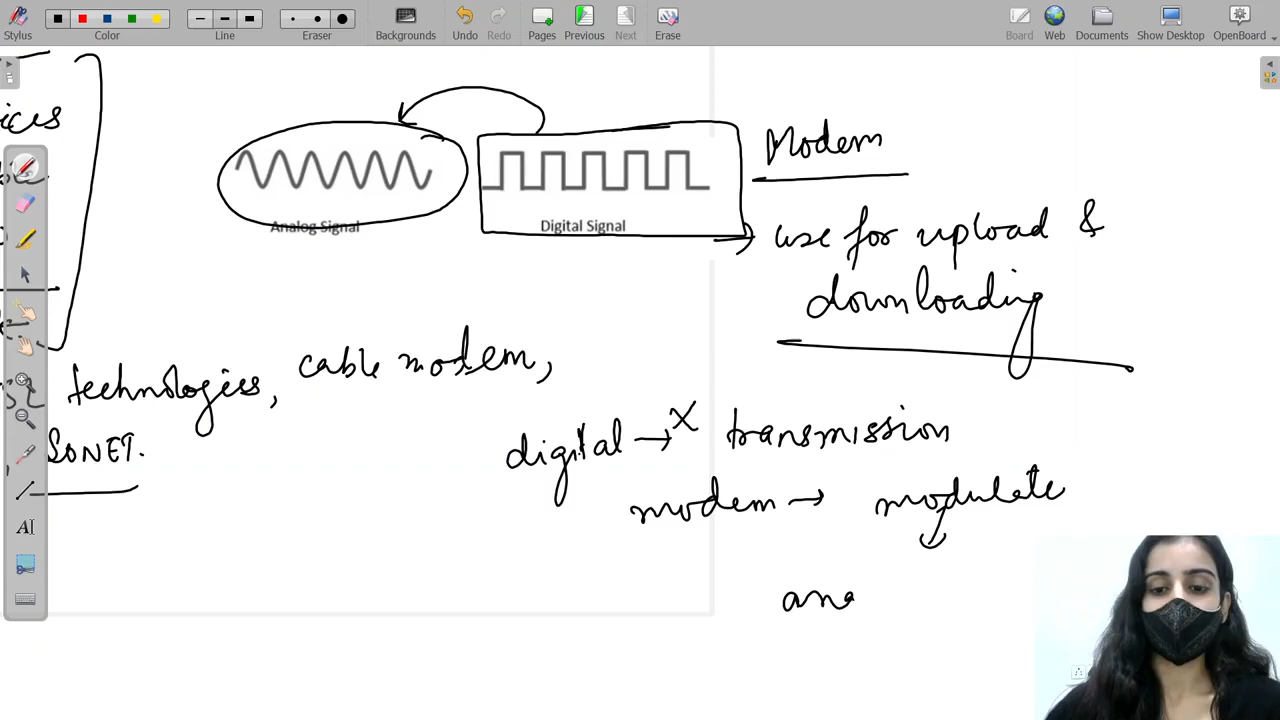 Stylus
Color
Line
Eraser
Backgrounds
Undo
Redo
Pages
Previous
Next
Erase
Board
Web
Documents
Show Desktop
OpenBoard
ices
Analog Signal
Digital Signal
Modem
use for upload &
downloading
technologies, cable modem,
SONET.
digital → X transmission
modem → modulate
ana